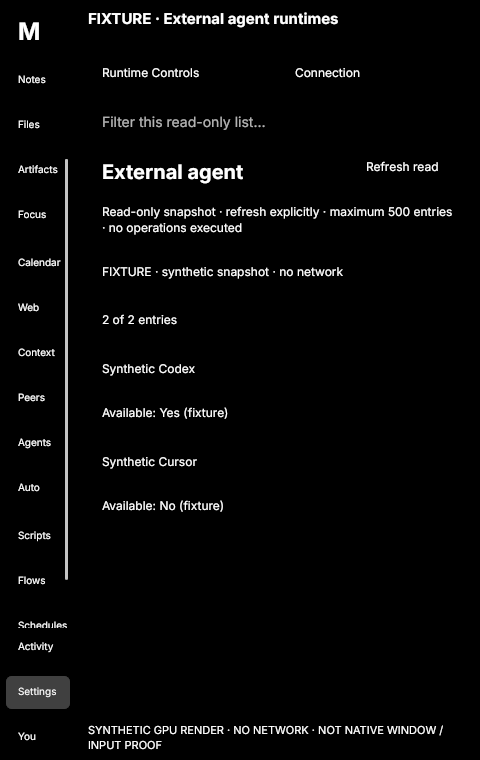 M
Notes
Files
Artifacts
Focus
Calendar
Web
Context
Peers
Agents
Auto
Scripts
Flows
Schedules
Activity
Settings
You
FIXTURE · External agent runtimes
Runtime Controls
Connection
Filter this read-only list...
External agent
Refresh read
Read-only snapshot · refresh explicitly · maximum 500 entries
· no operations executed
FIXTURE · synthetic snapshot · no network
2 of 2 entries
Synthetic Codex
Available: Yes (fixture)
Synthetic Cursor
Available: No (fixture)
SYNTHETIC GPU RENDER · NO NETWORK · NOT NATIVE WINDOW /
INPUT PROOF